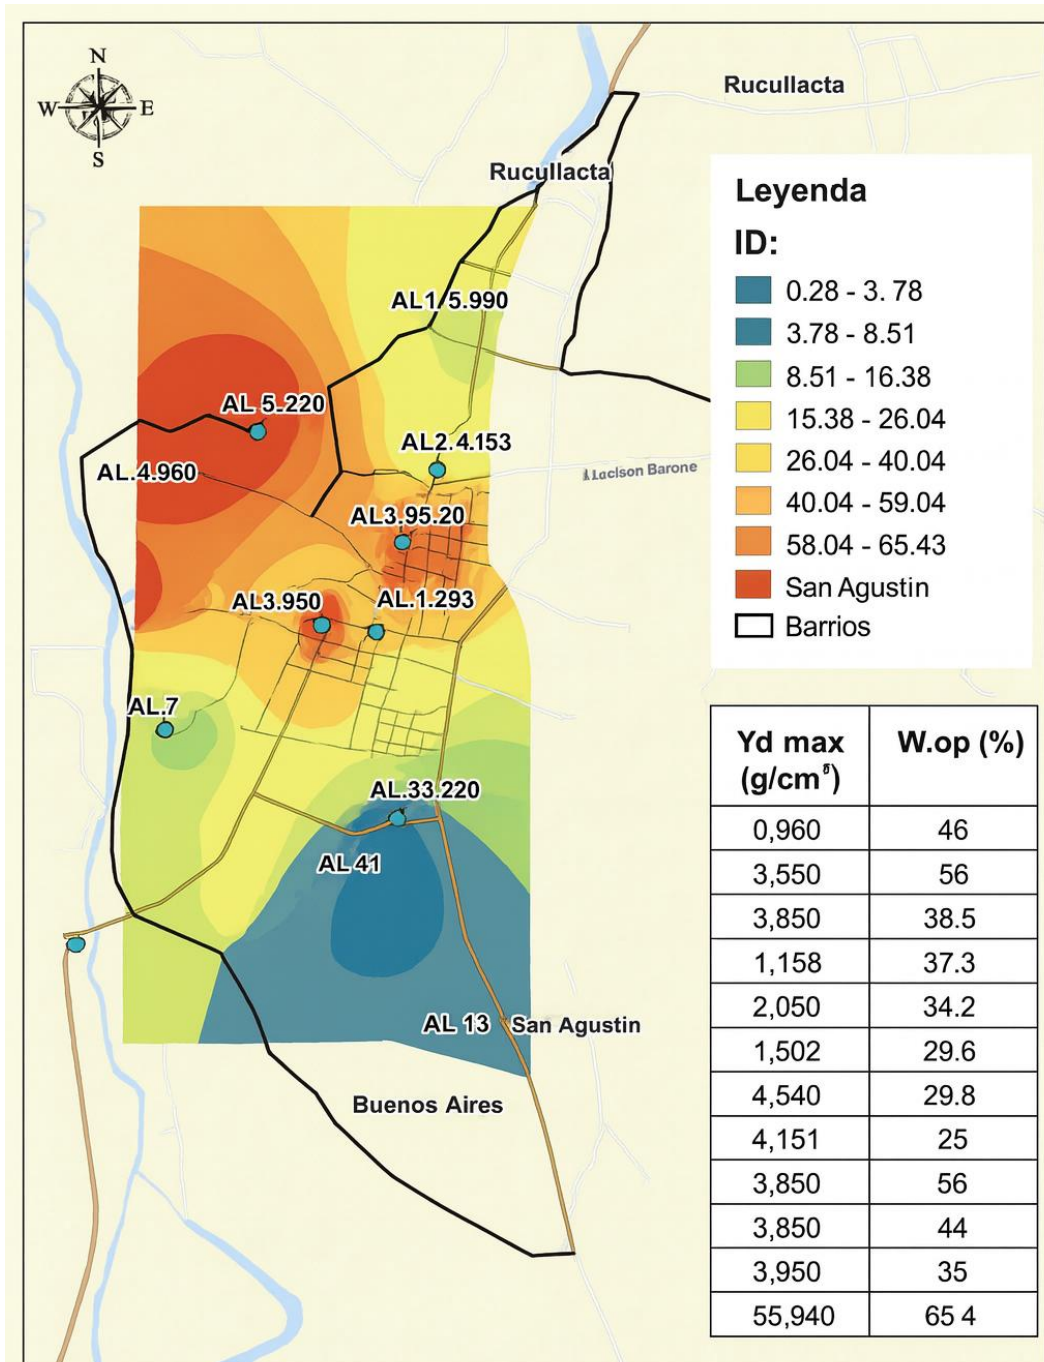 N
W E
S
Rucullacta
Rucullacta
AL1/5.990
AL 5.220
AL2.4.153
AL.4.960
AL3.95.20
AL3.950
AL.1.293
AL.7
AL.33.220
AL 41
AL 13
San Agustin
Buenos Aires
Leyenda
ID:
0.28 - 3.78
3.78 - 8.51
8.51 - 16.38
15.38 - 26.04
26.04 - 40.04
40.04 - 59.04
58.04 - 65.43
San Agustin
Barrios
Yd max W.op (%)
(g/cm³)
0,960 46
3,550 56
3,850 38.5
1,158 37.3
2,050 34.2
1,502 29.6
4,540 29.8
4,151 25
3,850 56
3,850 44
3,950 35
55,940 65 4